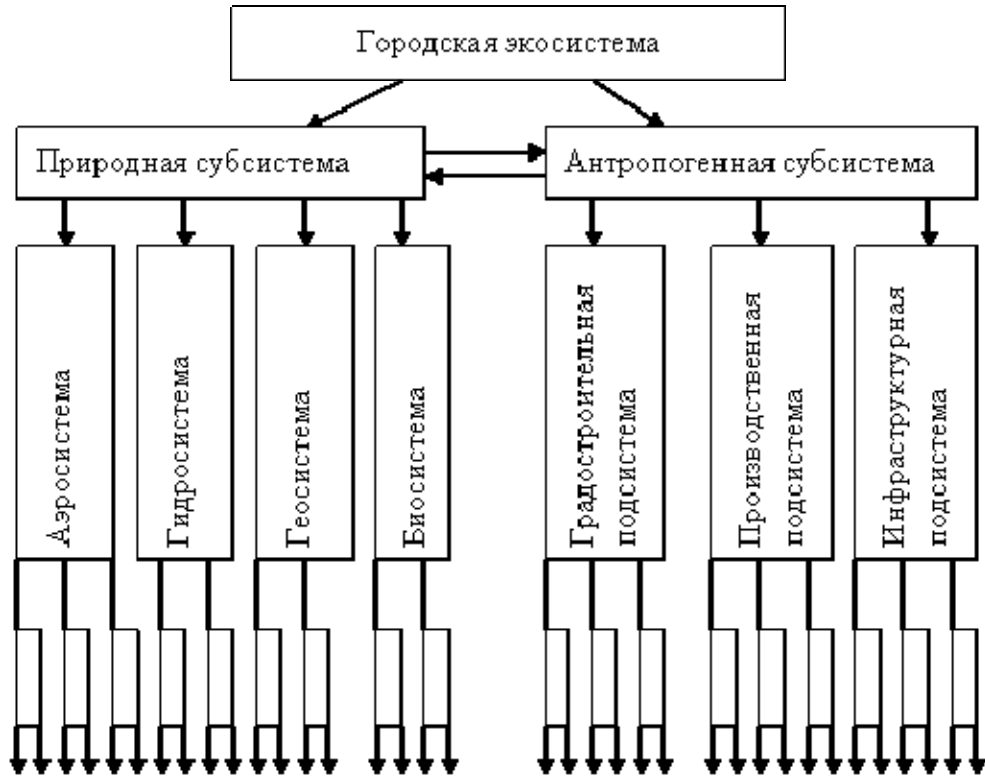 Городская экосистема
Природная субсистема
Антропогенная субсистема
Аэросистема
Гидросистема
Геосистема
Биосистема
Градостроительная
подсистема
Производственная
подсистема
Инфраструктурная
подсистема